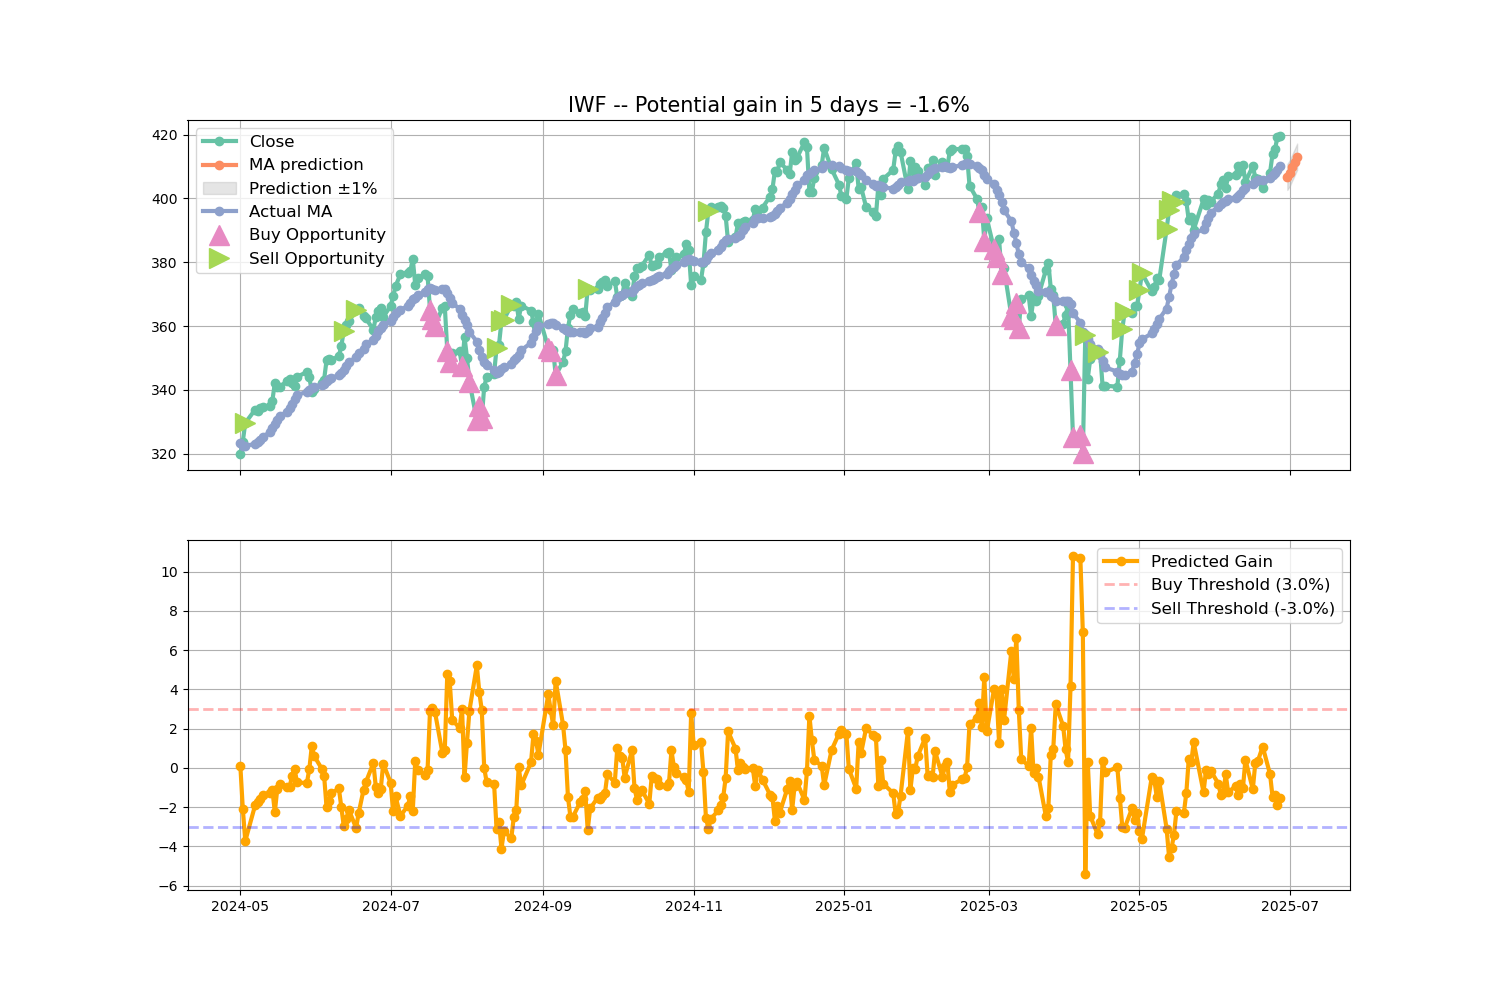 IWF -- Potential gain in 5 days = -1.6%
420
400
380
360
340
320
Close
MA prediction
Prediction ±1%
Actual MA
Buy Opportunity
Sell Opportunity
10
8
6
4
2
0
−2
−4
−6
Predicted Gain
Buy Threshold (3.0%)
Sell Threshold (-3.0%)
2024-05
2024-07
2024-09
2024-11
2025-01
2025-03
2025-05
2025-07